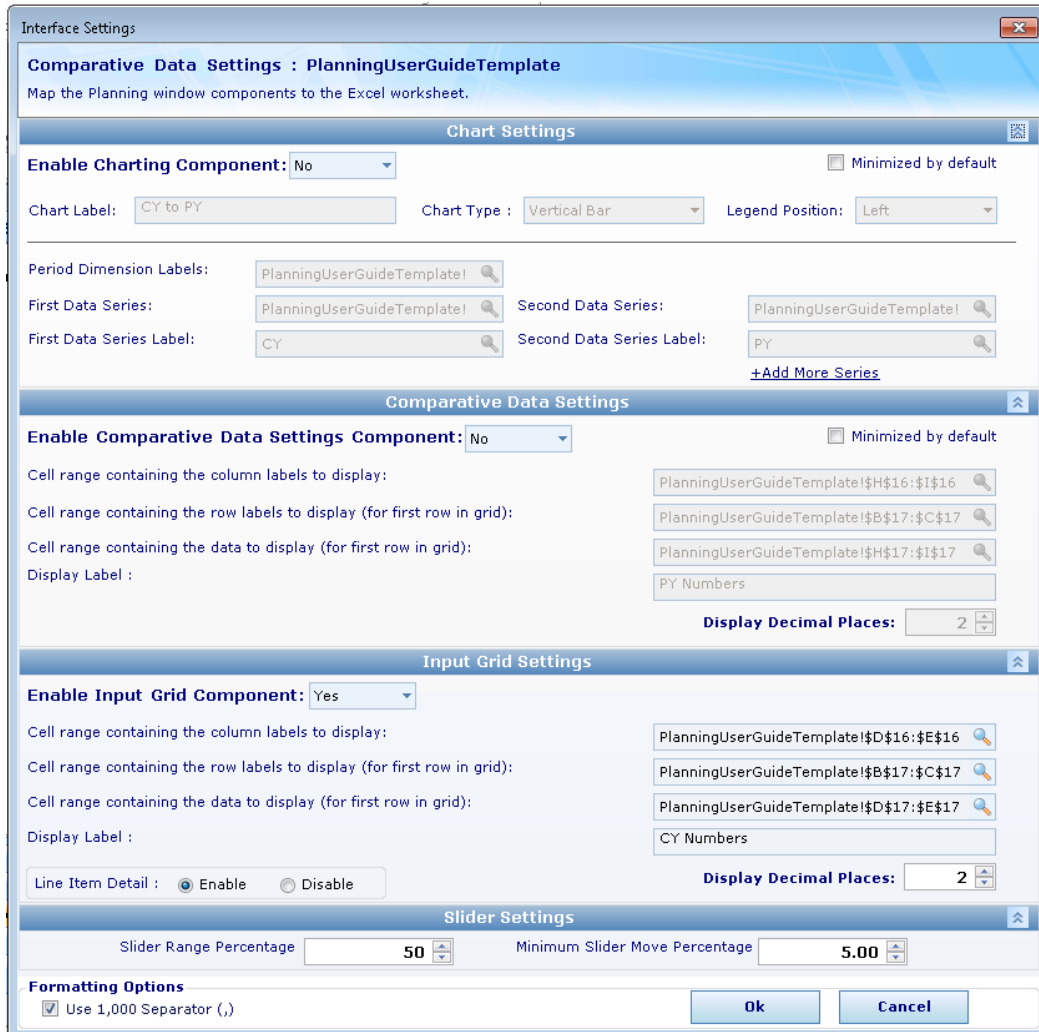 Interface Settings
Comparative Data Settings : PlanningUserGuideTemplate
Map the Planning window components to the Excel worksheet.
Chart Settings
Enable Charting Component: No Minimized by default
Chart Label: CY to PY Chart Type : Vertical Bar Legend Position: Left
Period Dimension Labels: PlanningUserGuideTemplate!
First Data Series: PlanningUserGuideTemplate! Second Data Series: PlanningUserGuideTemplate!
First Data Series Label: CY Second Data Series Label: PY
+Add More Series
Comparative Data Settings
Enable Comparative Data Settings Component: No Minimized by default
Cell range containing the column labels to display: PlanningUserGuideTemplate!$H$16:$I$16
Cell range containing the row labels to display (for first row in grid): PlanningUserGuideTemplate!$B$17:$C$17
Cell range containing the data to display (for first row in grid): PlanningUserGuideTemplate!$H$17:$I$17
Display Label : PY Numbers
Display Decimal Places: 2
Input Grid Settings
Enable Input Grid Component: Yes
Cell range containing the column labels to display: PlanningUserGuideTemplate!$D$16:$E$16
Cell range containing the row labels to display (for first row in grid): PlanningUserGuideTemplate!$B$17:$C$17
Cell range containing the data to display (for first row in grid): PlanningUserGuideTemplate!$D$17:$E$17
Display Label : CY Numbers
Line Item Detail : Enable Disable Display Decimal Places: 2
Slider Settings
Slider Range Percentage 50 Minimum Slider Move Percentage 5.00
Formatting Options
Use 1,000 Separator (,) Ok Cancel